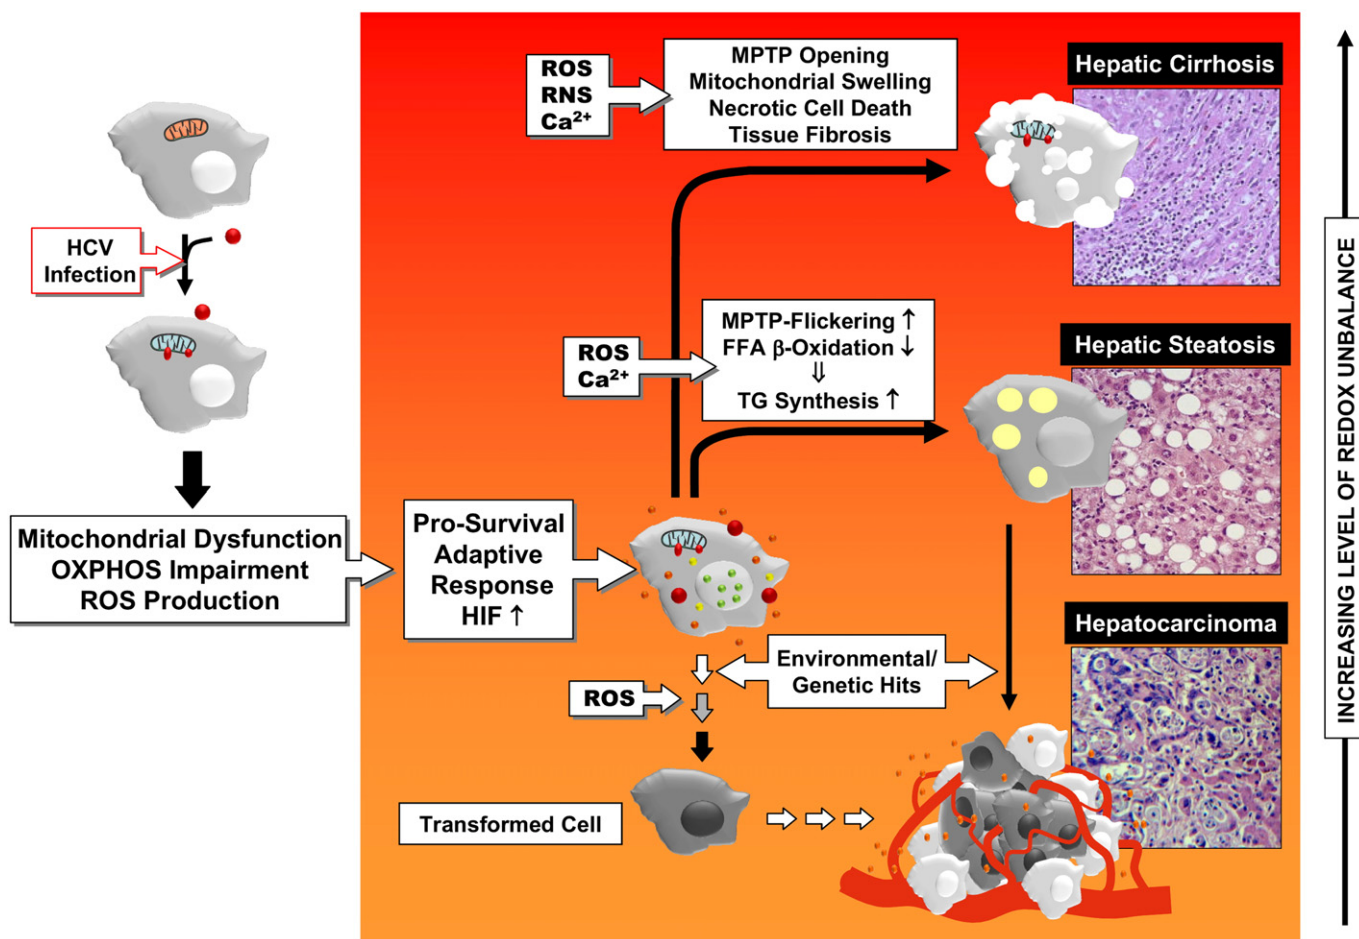 HCV
Infection
Mitochondrial Dysfunction
OXPHOS Impairment
ROS Production
Pro-Survival
Adaptive
Response
HIF ↑
ROS
RNS
Ca²⁺
MPTP Opening
Mitochondrial Swelling
Necrotic Cell Death
Tissue Fibrosis
Hepatic Cirrhosis
ROS
Ca²⁺
MPTP-Flickering ↑
FFA β-Oxidation ↓
⇓
TG Synthesis ↑
Hepatic Steatosis
Environmental/
Genetic Hits
ROS
Transformed Cell
Hepatocarcinoma
INCREASING LEVEL OF REDOX UNBALANCE